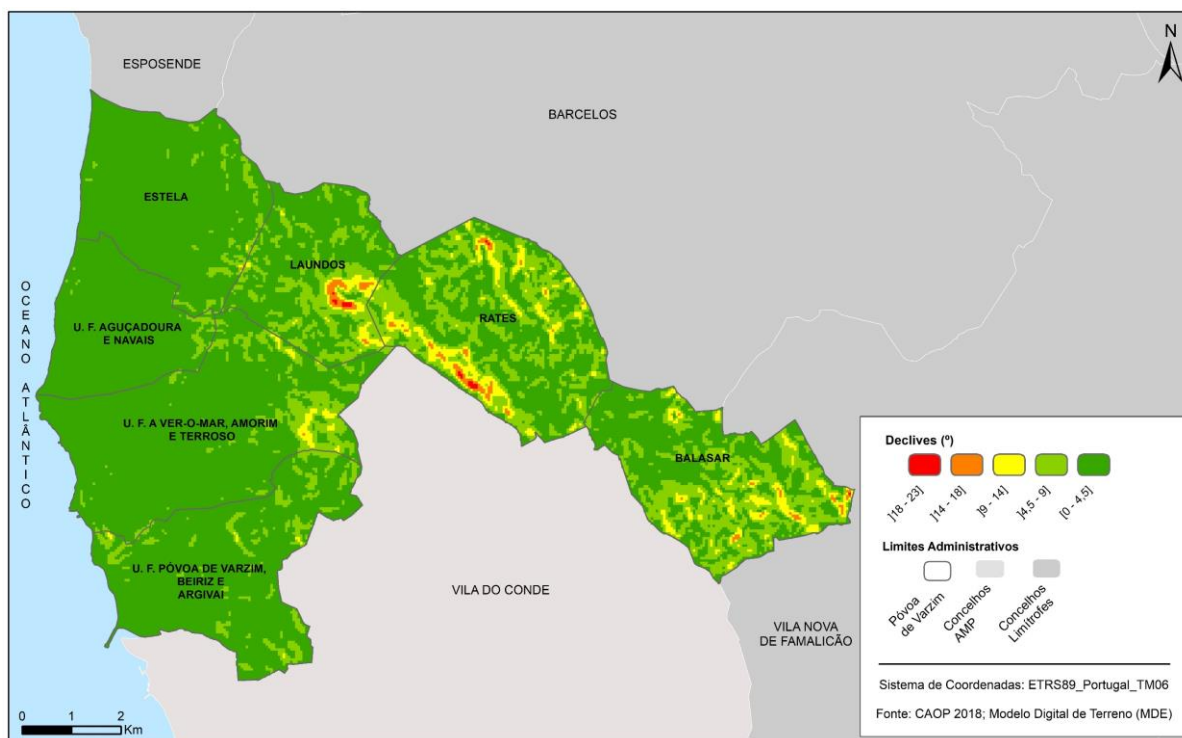 ESPOSENDE
BARCELOS
N
ESTELA
LAUNDOS
RATES
U. F. AGUÇADOURA
E NAVAIS
OCEANO ATLÂNTICO
U. F. A VER-O-MAR, AMORIM
E TERROSO
BALASAR
U. F. PÓVOA DE VARZIM,
BEIRIZ E
ARGIVAI
VILA DO CONDE
VILA NOVA
DE FAMALICÃO
Declives (º)
]18 - 23]
]14 - 18]
]9 - 14]
]4,5 - 9]
[0 - 4,5]
Limites Administrativos
Póvoa
de Varzim
Concelhos
AMP
Concelhos
Limítrofes
Sistema de Coordenadas: ETRS89_Portugal_TM06
Fonte: CAOP 2018; Modelo Digital de Terreno (MDE)
0 1 2
Km